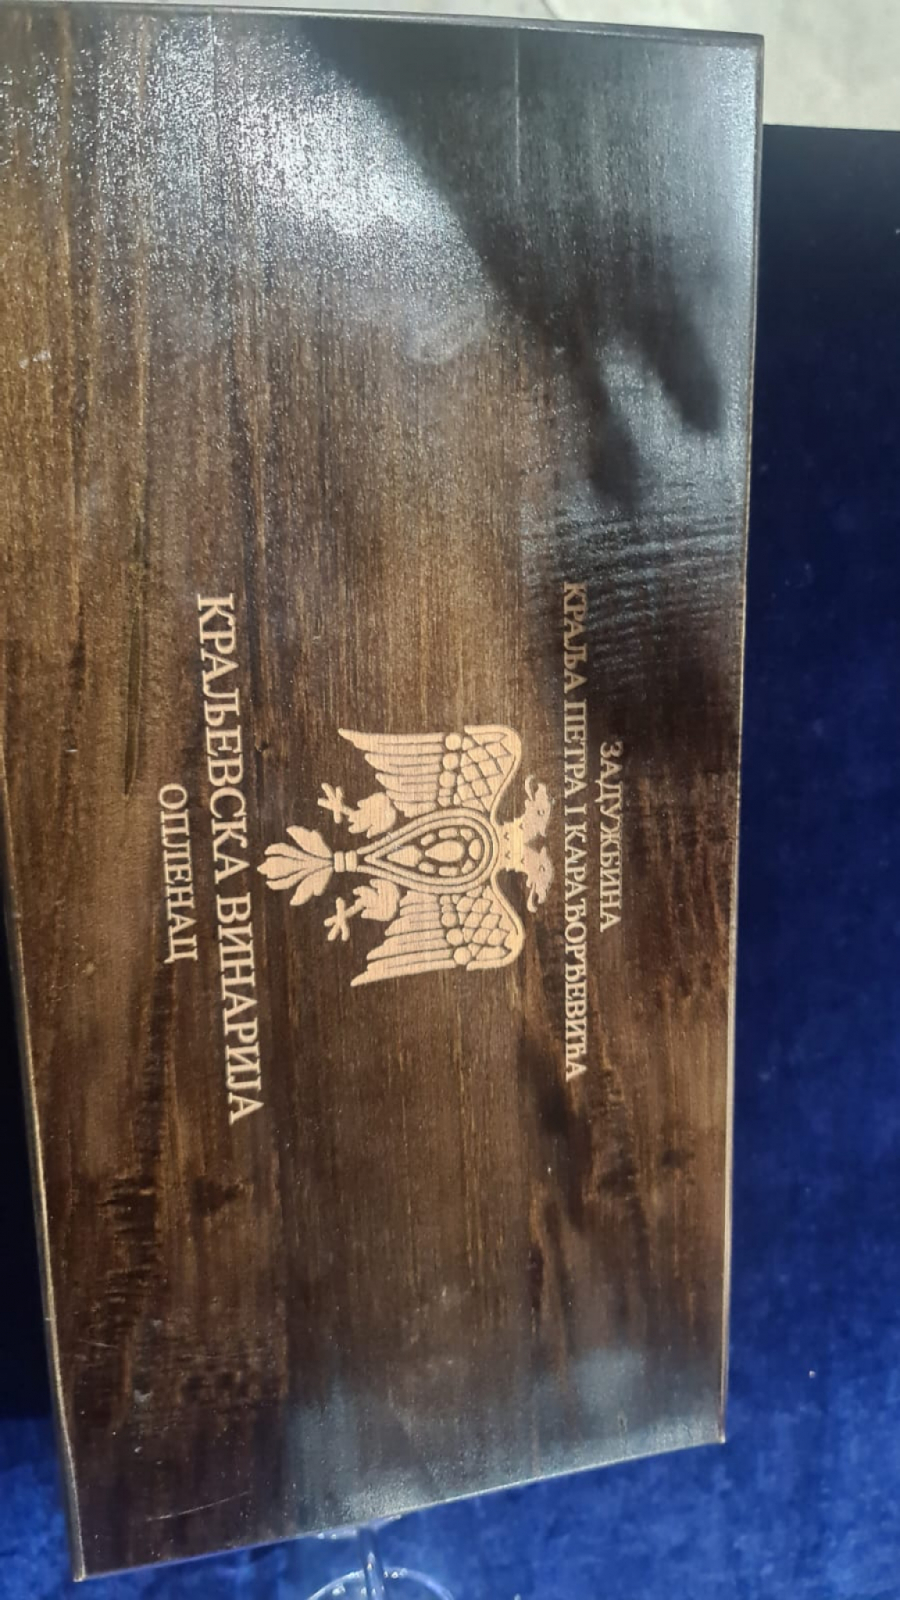 ЗАДУЖБИНА
КРАЉА ПЕТРА I КАРАЂОРЂЕВИЋА
КРАЉЕВСКА ВИНАРИЈА
ОПЛЕНАЦ